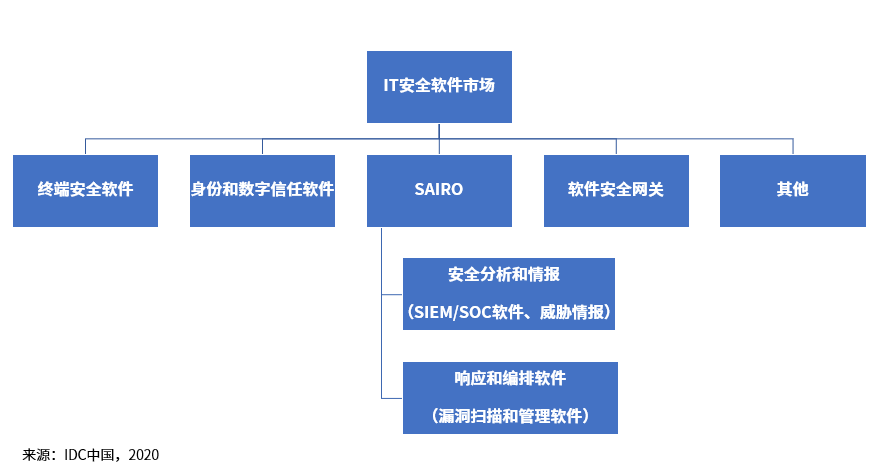 IT安全软件市场
终端安全软件
身份和数字信任软件
SAIRO
软件安全网关
其他
安全分析和情报
（SIEM/SOC软件、威胁情报）
响应和编排软件
（漏洞扫描和管理软件）
来源：IDC中国，2020